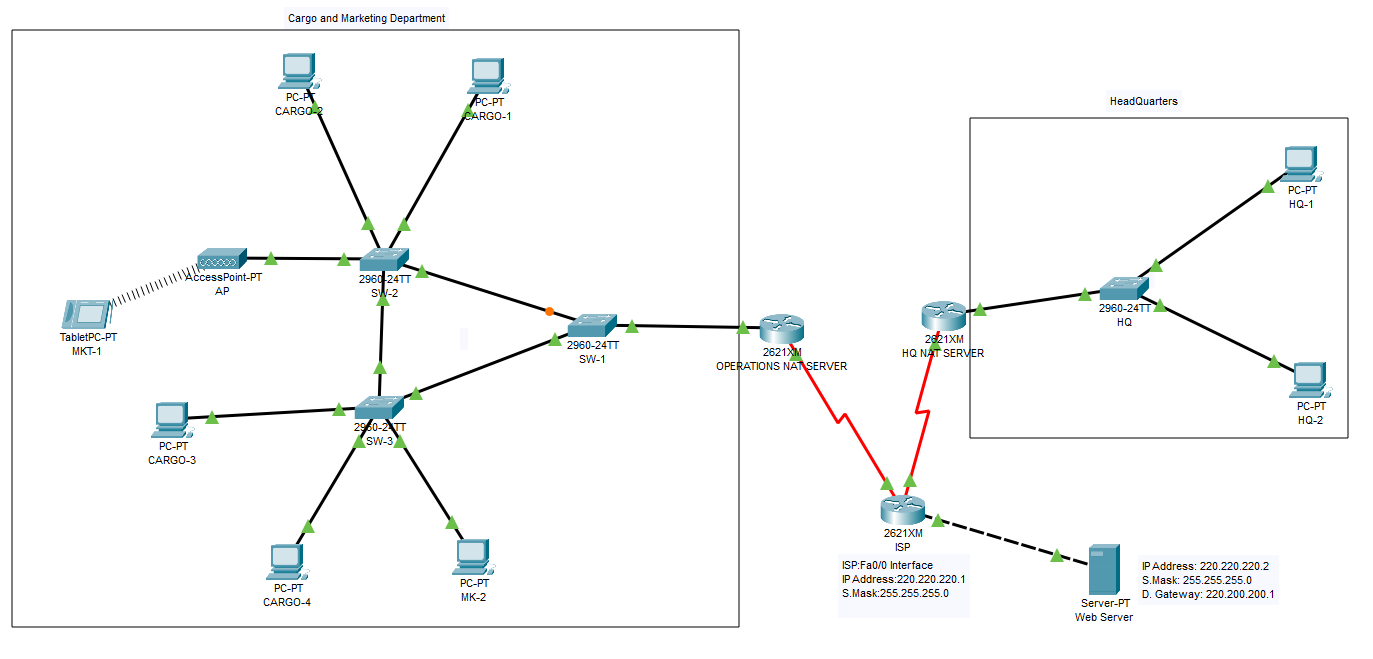 Cargo and Marketing Department
PC-PT
CARGO-2
PC-PT
CARGO-1
AccessPoint-PT
AP
2960-24TT
SW-2
TabletPC-PT
MKT-1
2960-24TT
SW-1
2960-24TT
SW-3
PC-PT
CARGO-3
PC-PT
CARGO-4
PC-PT
MK-2
2621XM
OPERATIONS NAT SERVER
HeadQuarters
PC-PT
HQ-1
2960-24TT
HQ
2621XM
HQ NAT SERVER
PC-PT
HQ-2
2621XM
ISP
ISP:Fa0/0 Interface
IP Address:220.220.220.1
S.Mask:255.255.255.0
Server-PT
Web Server
IP Address: 220.220.220.2
S.Mask: 255.255.255.0
D. Gateway: 220.200.200.1